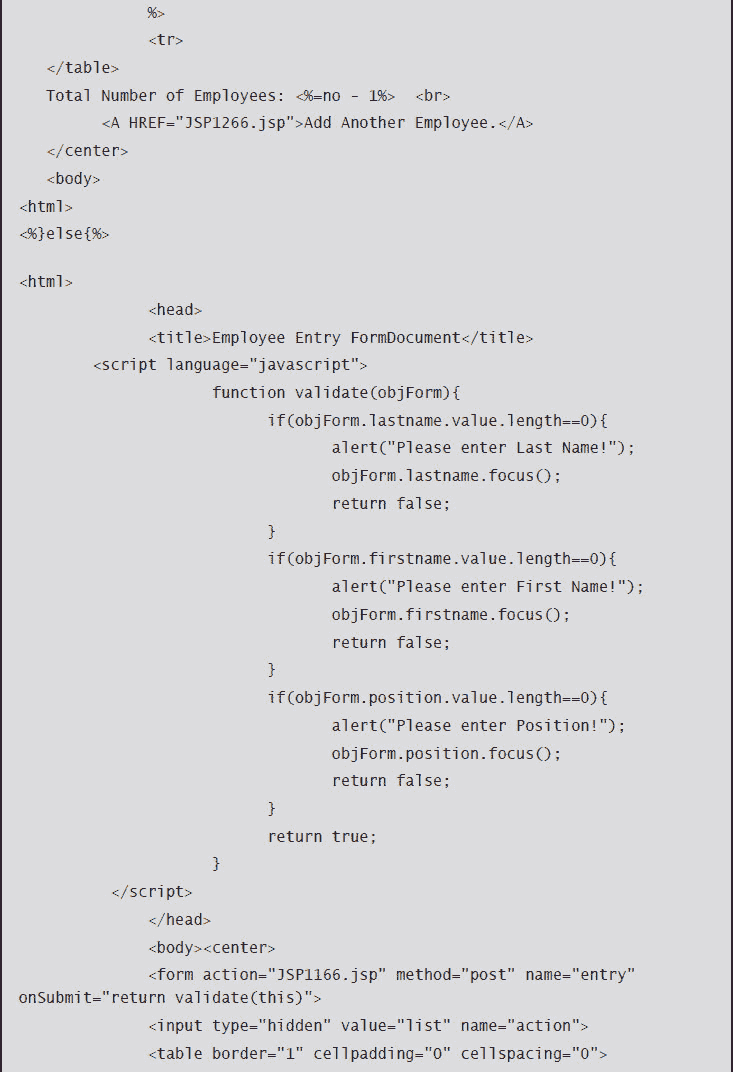 %>
<tr>
</table>
Total Number of Employees: <%=no - 1%>  <br>
<A HREF="JSP1266.jsp">Add Another Employee.</A>
</center>
<body>
<html>
<%}else{%>
<html>
<head>
<title>Employee Entry FormDocument</title>
<script language="javascript">
function validate(objForm){
if(objForm.lastname.value.length==0){
alert("Please enter Last Name!");
objForm.lastname.focus();
return false;
}
if(objForm.firstname.value.length==0){
alert("Please enter First Name!");
objForm.firstname.focus();
return false;
}
if(objForm.position.value.length==0){
alert("Please enter Position!");
objForm.position.focus();
return false;
}
return true;
}
</script>
</head>
<body><center>
<form action="JSP1166.jsp" method="post" name="entry"
onSubmit="return validate(this)">
<input type="hidden" value="list" name="action">
<table border="1" cellpadding="0" cellspacing="0">